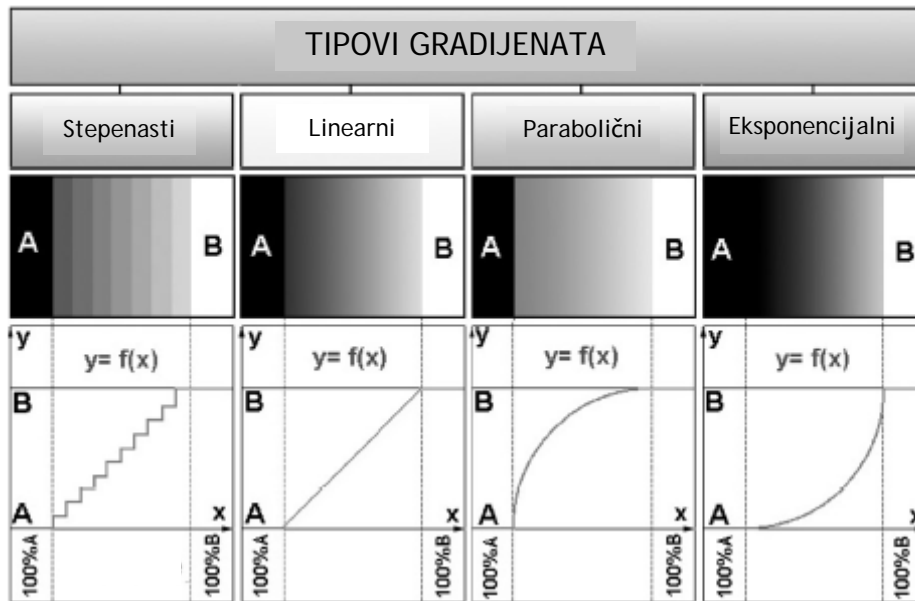 TIPOVI GRADIJENATA
Stepenasti
Linearni
Parabolični
Eksponencijalni
A B
A B
A B
A B
y
y= f(x)
B
A
x
100%A
100%B
y
y= f(x)
B
A
x
100%A
100%B
y
y= f(x)
B
A
x
100%A
100%B
y
y= f(x)
B
A
x
100%A
100%B